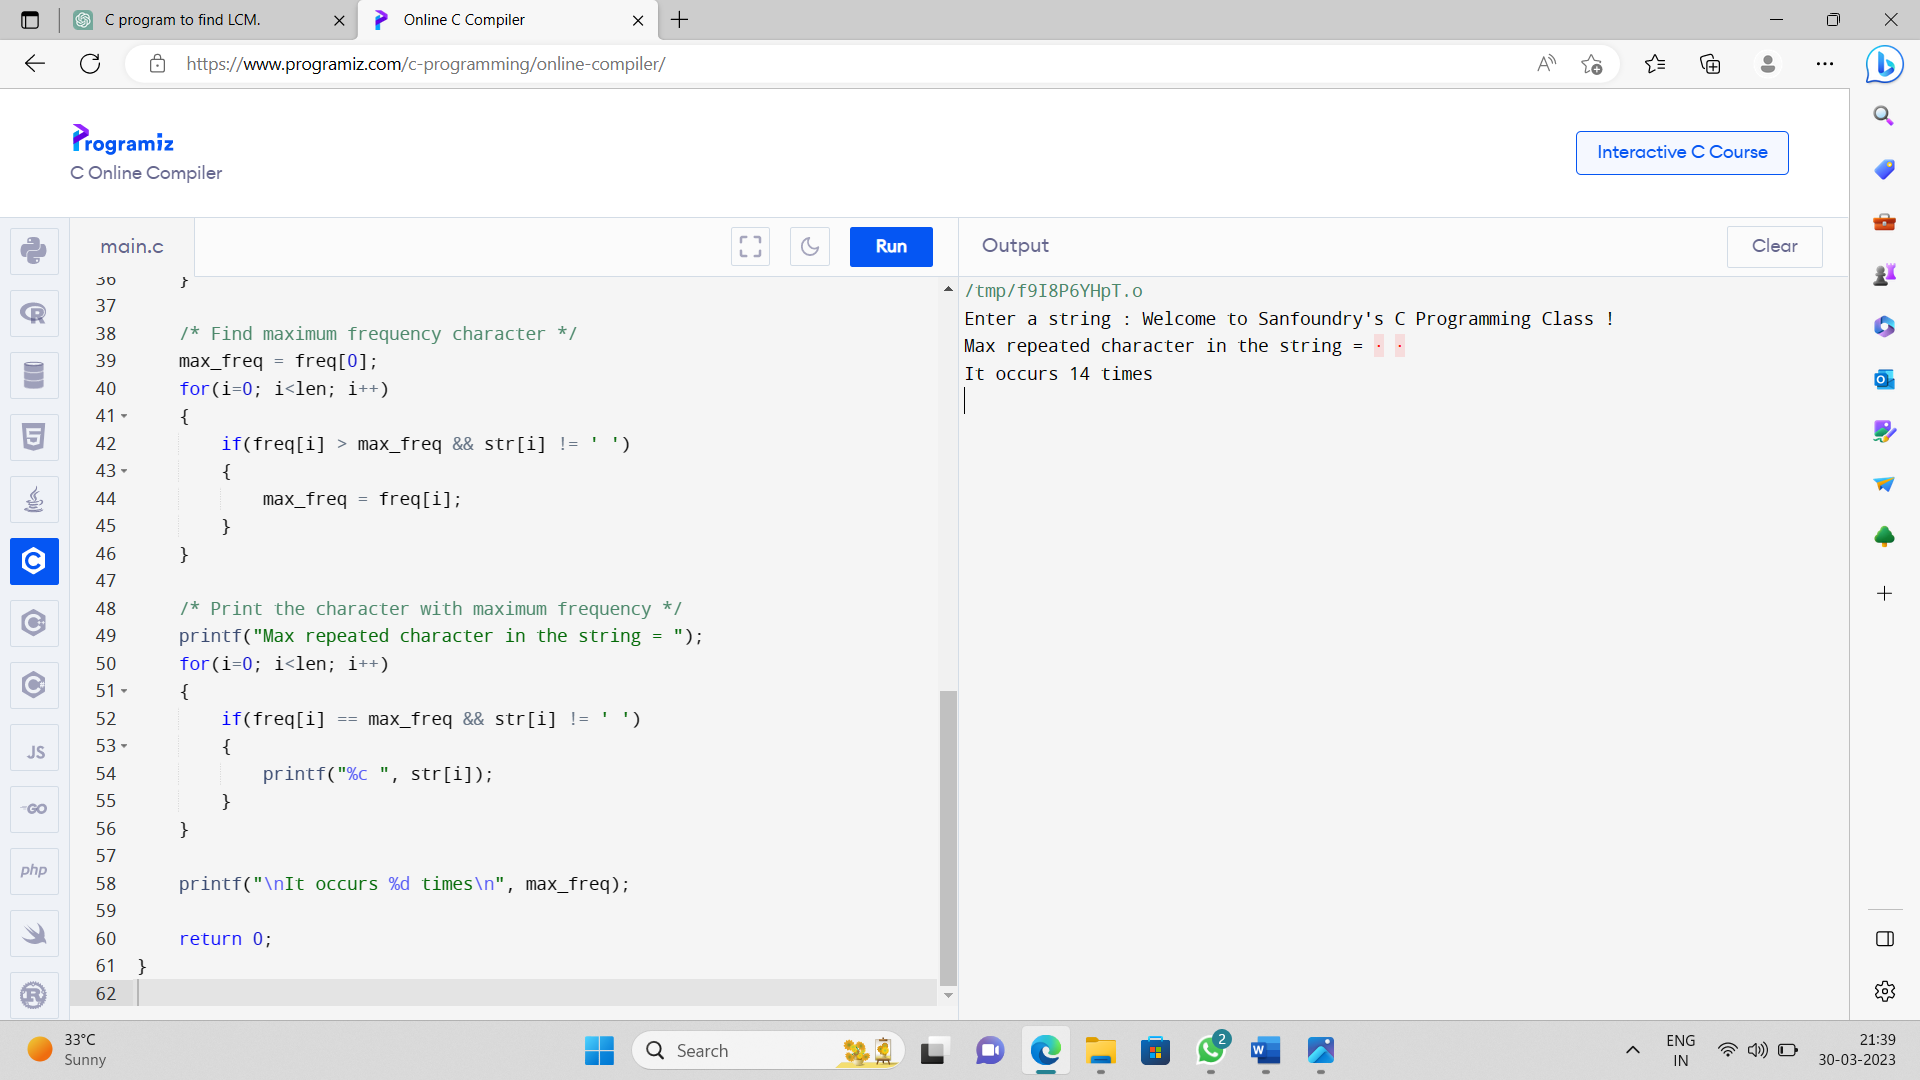 C program to find LCM.
Online C Compiler
https://www.programiz.com/c-programming/online-compiler/
Programiz
C Online Compiler
Interactive C Course
main.c
Run
Output
Clear
36 }
37
38 /* Find maximum frequency character */
39 max_freq = freq[0];
40 for(i=0; i<len; i++)
41 {
42 if(freq[i] > max_freq && str[i] != ' ')
43 {
44 max_freq = freq[i];
45 }
46 }
47
48 /* Print the character with maximum frequency */
49 printf("Max repeated character in the string = ");
50 for(i=0; i<len; i++)
51 {
52 if(freq[i] == max_freq && str[i] != ' ')
53 {
54 printf("%c ", str[i]);
55 }
56 }
57
58 printf("\nIt occurs %d times\n", max_freq);
59
60 return 0;
61 }
62
/tmp/f9I8P6YHpT.o
Enter a string : Welcome to Sanfoundry's C Programming Class !
Max repeated character in the string = · ·
It occurs 14 times
JS
GO
php
33°C
Sunny
Search
2
ENG
IN
21:39
30-03-2023